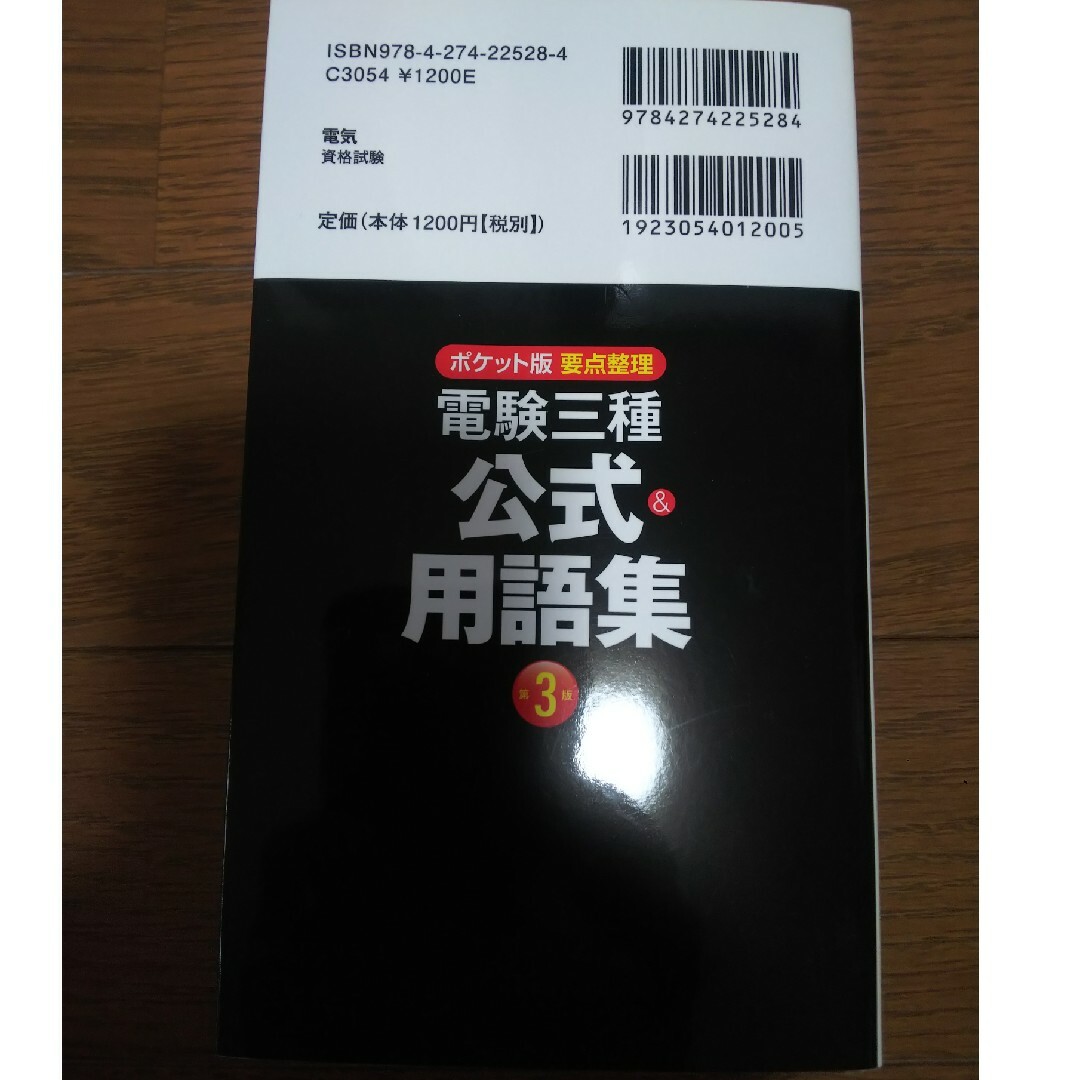 ISBN978-4-274-22528-4
C3054 ¥1200E
9784274225284
電気
資格試験
定価(本体1200円【税別】)
1923054012005
ポケット版 要点整理
電験三種
公式&
用語集
第3版